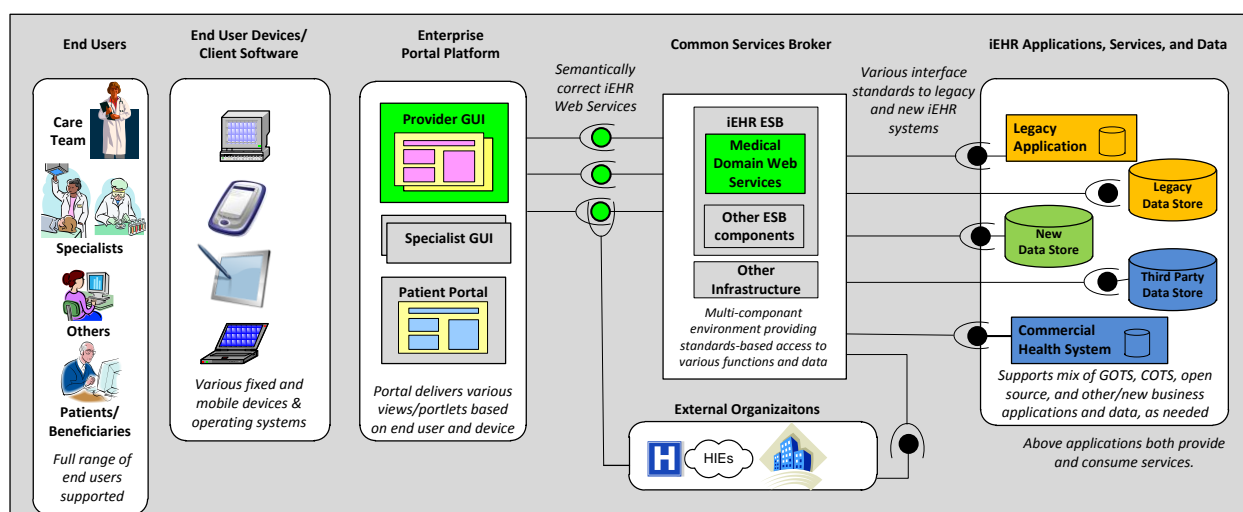 End Users
Care
Team
Specialists
Others
Patients/
Beneficiaries
Full range of
end users
supported
End User Devices/
Client Software
Various fixed and
mobile devices &
operating systems
Enterprise
Portal Platform
Provider GUI
Specialist GUI
Patient Portal
Portal delivers various
views/portlets based
on end user and device
Semantically
correct iEHR
Web Services
Common Services Broker
iEHR ESB
Medical
Domain Web
Services
Other ESB
components
Other
Infrastructure
Multi-componant
environment providing
standards-based access to
various functions and data
External Organizaitons
H
HIEs
Various interface
standards to legacy
and new iEHR
systems
iEHR Applications, Services, and Data
Legacy
Application
Legacy
Data Store
New
Data Store
Third Party
Data Store
Commercial
Health System
Supports mix of GOTS, COTS, open
source, and other/new business
applications and data, as needed
Above applications both provide
and consume services.